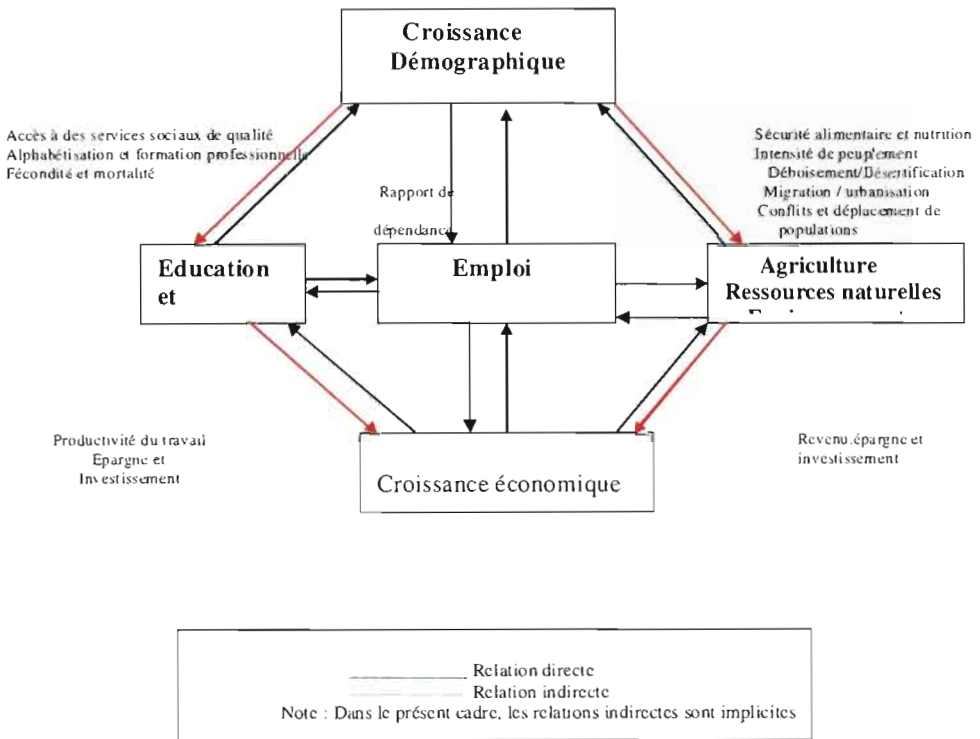 Croissance
Démographique
Accès à des services sociaux de qualité
Alphabétisation et formation professionnelle
Fécondité et mortalité
Sécurité alimentaire et nutrition
Intensité de peuplement
Déboisement/Désertification
Migration / urbanisation
Conflits et déplacement de
populations
Rapport de
dépendance
Education
et
Emploi
Agriculture
Ressources naturelles
Productivité du travail
Epargne et
Investissement
Revenu,épargne et
investissement
Croissance économique
Relation directe
Relation indirecte
Note : Dans le présent cadre, les relations indirectes sont implicites